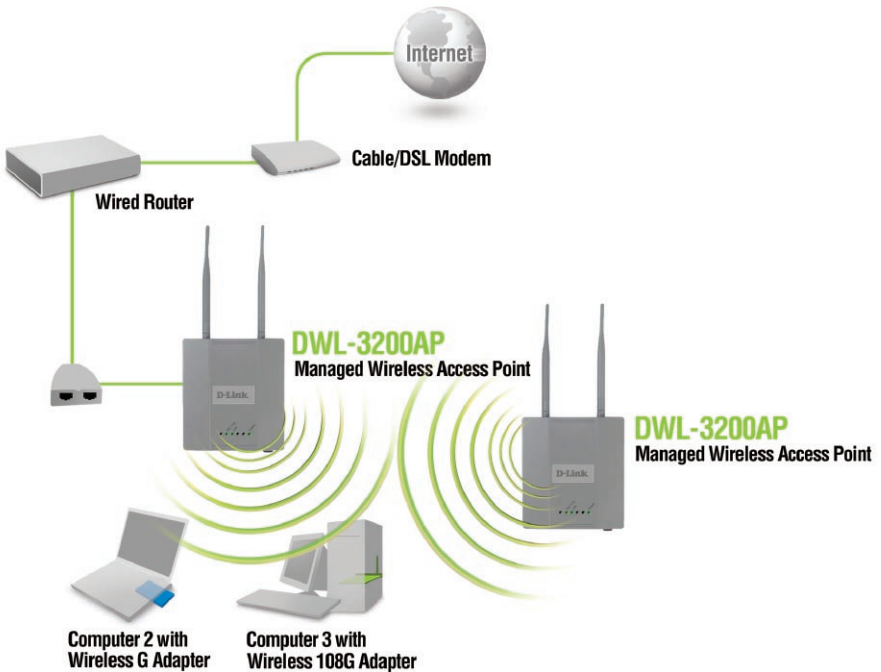 Internet
Cable/DSL Modem
Wired Router
DWL-3200AP
Managed Wireless Access Point
D-Link
DWL-3200AP
Managed Wireless Access Point
D-Link
Computer 2 with
Wireless G Adapter
Computer 3 with
Wireless 108G Adapter